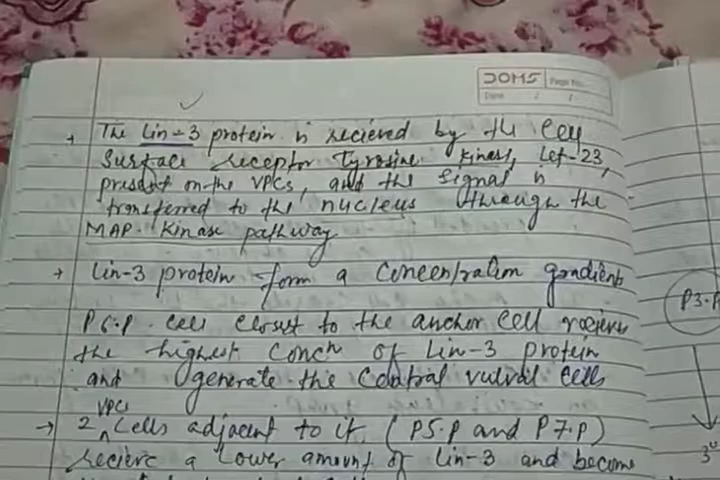 DOMS Page No.
Date / /
The Lin-3 protein is recieved by the Cell
Surface receptor Tyrosine Kinase, Let-23,
present on the VPCs, and the Signal is
transferred to the nucleus through the
MAP-Kinase pathway
→ Lin-3 protein form a Concentration gradient
P6.P. Cell Closest to the anchor Cell recieves
the highest Concn of Lin-3 protein
and generate the Central vulval Cells
VPCs
→ 2 Cells adjacent to it (P5.P and P7.P)
recieve a Lower amount of Lin-3 and become
P3.P
3°